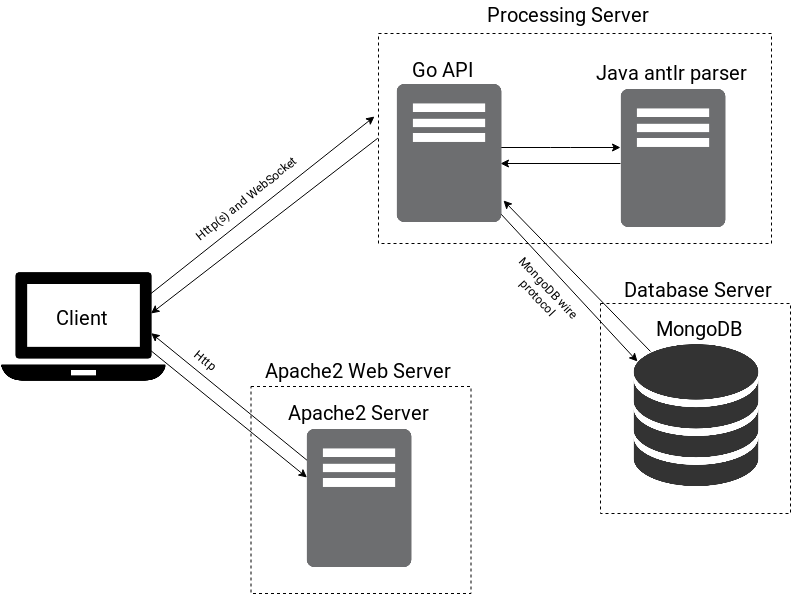 Processing Server
Go API
Java antlr parser
Http(s) and WebSocket
MongoDB wire
protocol
Database Server
MongoDB
Client
Http
Apache2 Web Server
Apache2 Server